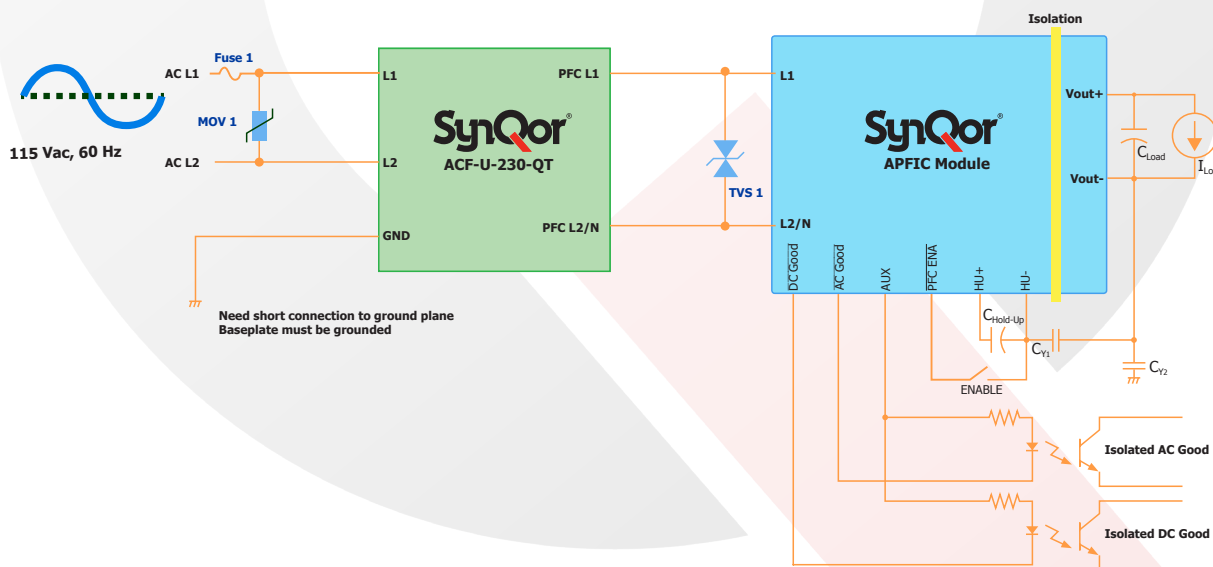 Isolation
Fuse 1
AC L1
L1
PFC L1
L1
MOV 1
SynQor®
ACF-U-230-QT
SynQor®
APFIC Module
Vout+
CLoad
ILo
115 Vac, 60 Hz
AC L2
L2
TVS 1
Vout-
GND
PFC L2/N
L2/N
DC Good
AC Good
AUX
PFC ENA
HU+
HU-
Need short connection to ground plane
Baseplate must be grounded
CHold-Up
CY1
CY2
ENABLE
Isolated AC Good
Isolated DC Good